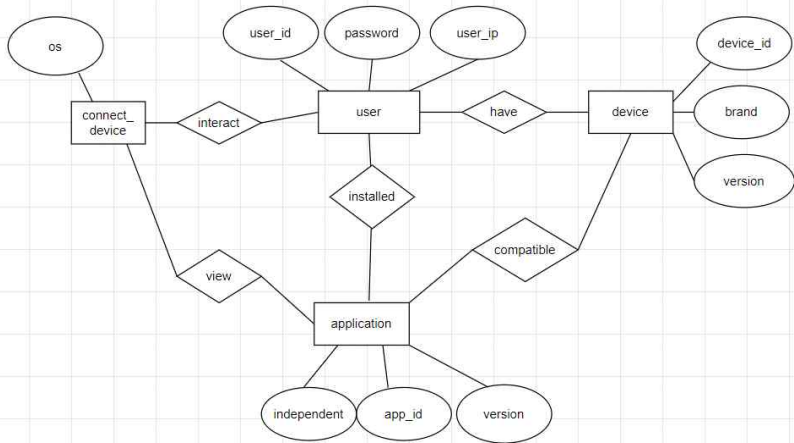 os
user_id
password
user_ip
device_id
connect_
device
interact
user
have
device
brand
version
installed
compatible
view
application
independent
app_id
version